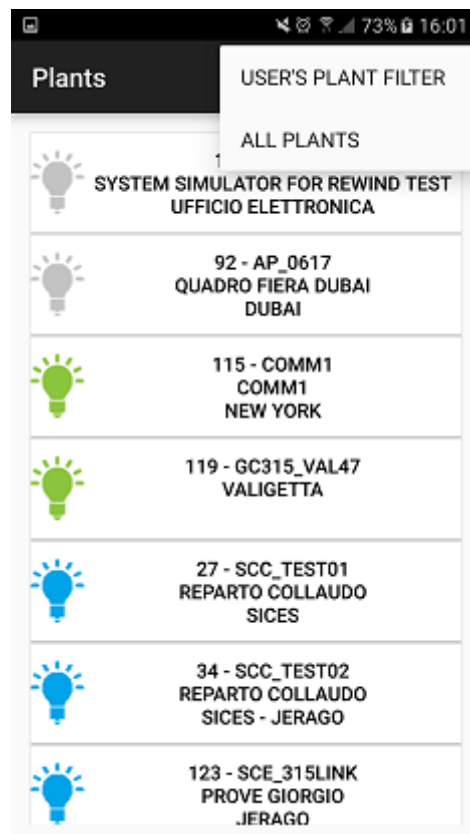 73% 16:01
Plants
USER'S PLANT FILTER
ALL PLANTS
SYSTEM SIMULATOR FOR REWIND TEST
UFFICIO ELETTRONICA
92 - AP_0617
QUADRO FIERA DUBAI
DUBAI
115 - COMM1
COMM1
NEW YORK
119 - GC315_VAL47
VALIGETTA
27 - SCC_TEST01
REPARTO COLLAUDO
SICES
34 - SCC_TEST02
REPARTO COLLAUDO
SICES - JERAGO
123 - SCE_315LINK
PROVE GIORGIO
JERAGO